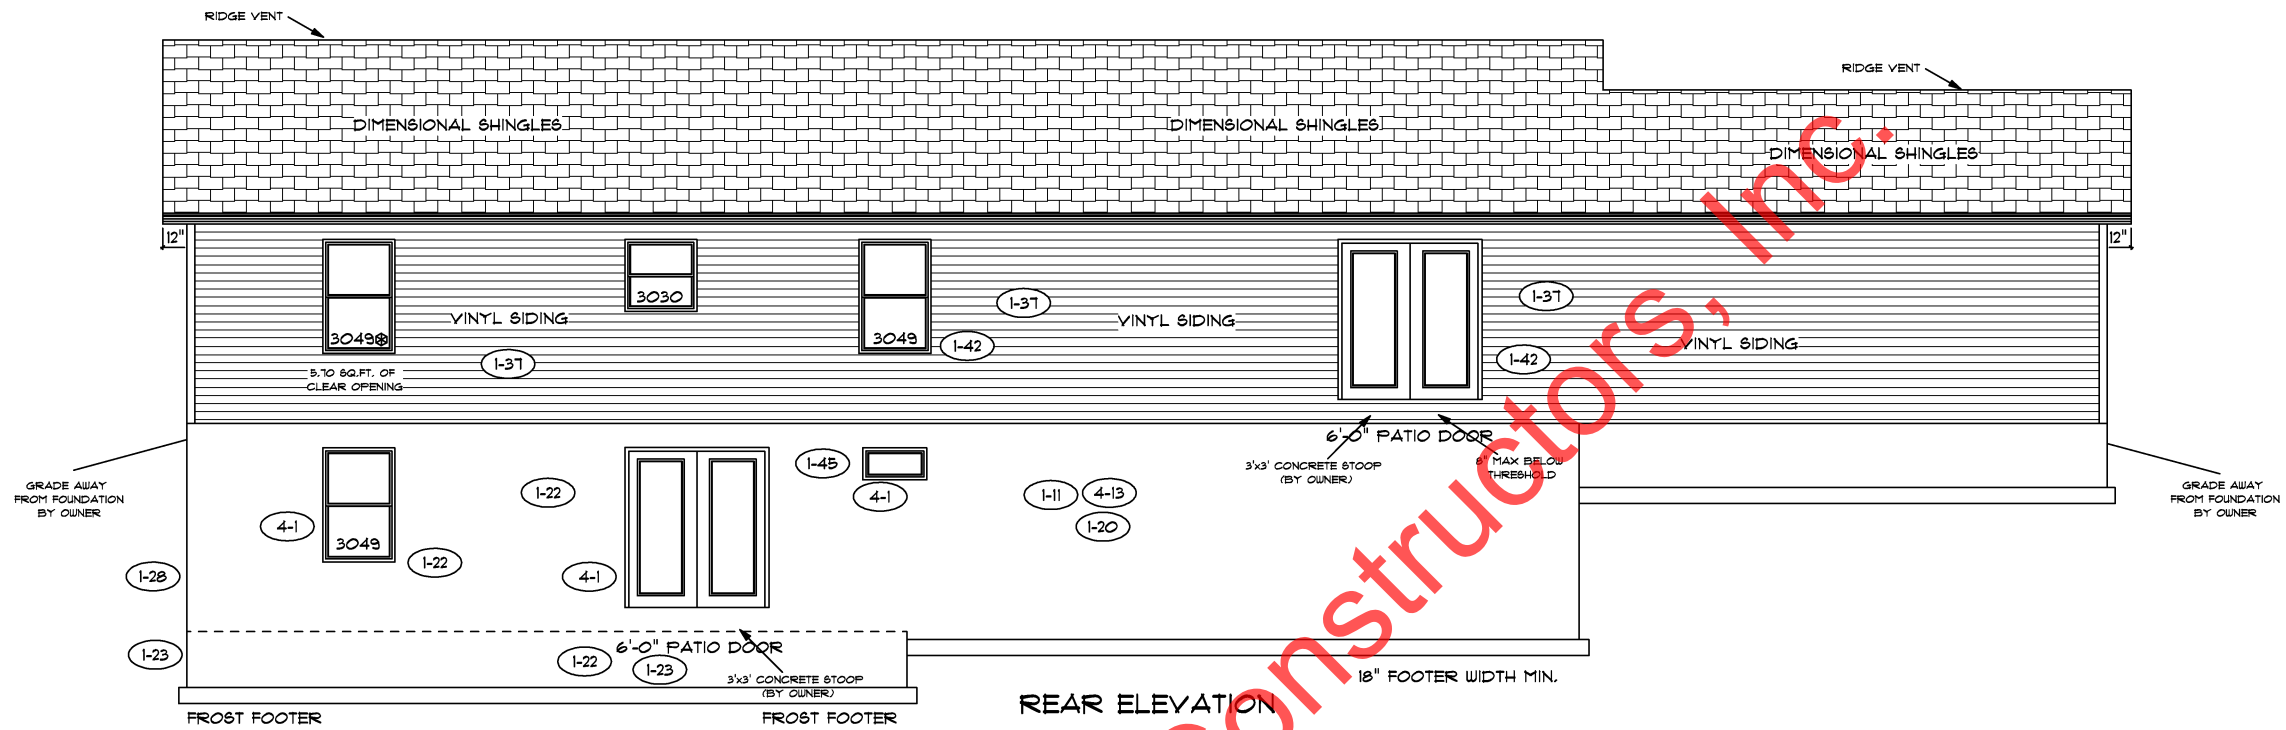 RIDGE VENT
RIDGE VENT
DIMENSIONAL SHINGLES
DIMENSIONAL SHINGLES
DIMENSIONAL SHINGLES
12"
12"
3030
3049
3049
1-37
1-37
VINYL SIDING
VINYL SIDING
VINYL SIDING
1-42
1-42
1-37
5.70 SQ.FT. OF
CLEAR OPENING
6'-0" PATIO DOOR
3'x3' CONCRETE STOOP
(BY OWNER)
8" MAX BELOW
THRESHOLD
GRADE AWAY
FROM FOUNDATION
BY OWNER
GRADE AWAY
FROM FOUNDATION
BY OWNER
1-45
4-1
1-22
1-11
4-13
1-20
4-1
3049
1-22
1-28
4-1
1-23
6'-0" PATIO DOOR
1-22
1-23
3'x3' CONCRETE STOOP
(BY OWNER)
18" FOOTER WIDTH MIN.
FROST FOOTER
FROST FOOTER
REAR ELEVATION
onstructors, Inc.